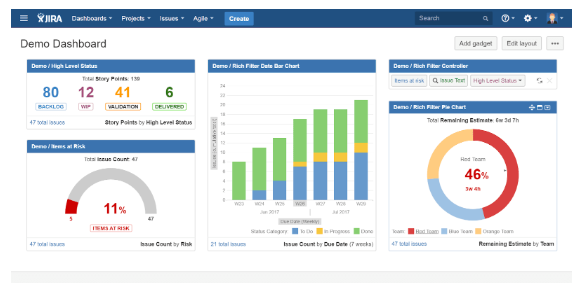 JIRA Dashboards Projects Issues Agile Create Search
Demo Dashboard
Add gadget Edit layout
Demo / High Level Status
Total Story Points: 139
80 12 41 6
BACKLOG WIP VALIDATION DELIVERED
47 total issues Story Points by High Level Status
Demo / Items at Risk
Total Issue Count: 47
11%
5 47
ITEMS AT RISK
47 total issues Issue Count by Risk
Demo / Rich Filter Date Bar Chart
24
22
20
18
16
14
12
10
8
6
4
2
0
W23 W24 W25 W26 W27 W28 W29
Jun 2017 Jul 2017
Due Date (Weekly)
Status Category: To Do In Progress Done
21 total issues Issue Count by Due Date (7 weeks)
Demo / Rich Filter Controller
Items at risk Issue Text High Level Status
Demo / Rich Filter Pie Chart
Total Remaining Estimate: 6w 3d 7h
Red Team
46%
3w 4h
Team: Red Team Blue Team Orange Team
47 total issues Remaining Estimate by Team